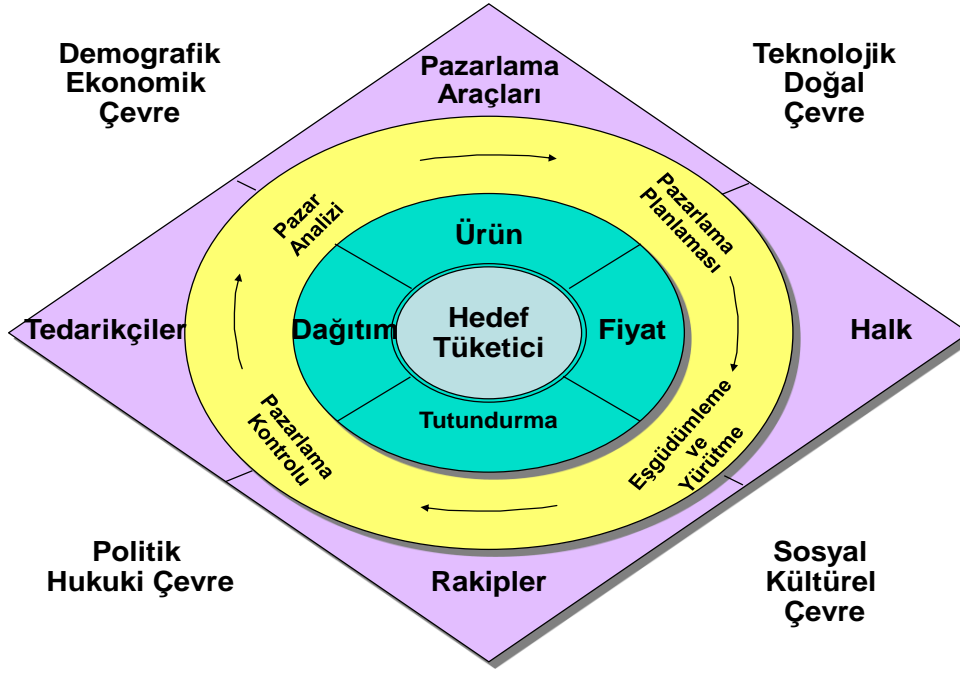 Demografik
Ekonomik
Çevre
Pazarlama
Araçları
Teknolojik
Doğal
Çevre
Pazar
Analizi
Pazarlama
Planlaması
Ürün
Tedarikçiler
Dağıtım
Hedef
Tüketici
Fiyat
Halk
Tutundurma
Pazarlama
Kontrolu
Eşgüdümleme
ve
Yürütme
Politik
Hukuki Çevre
Rakipler
Sosyal
Kültürel
Çevre